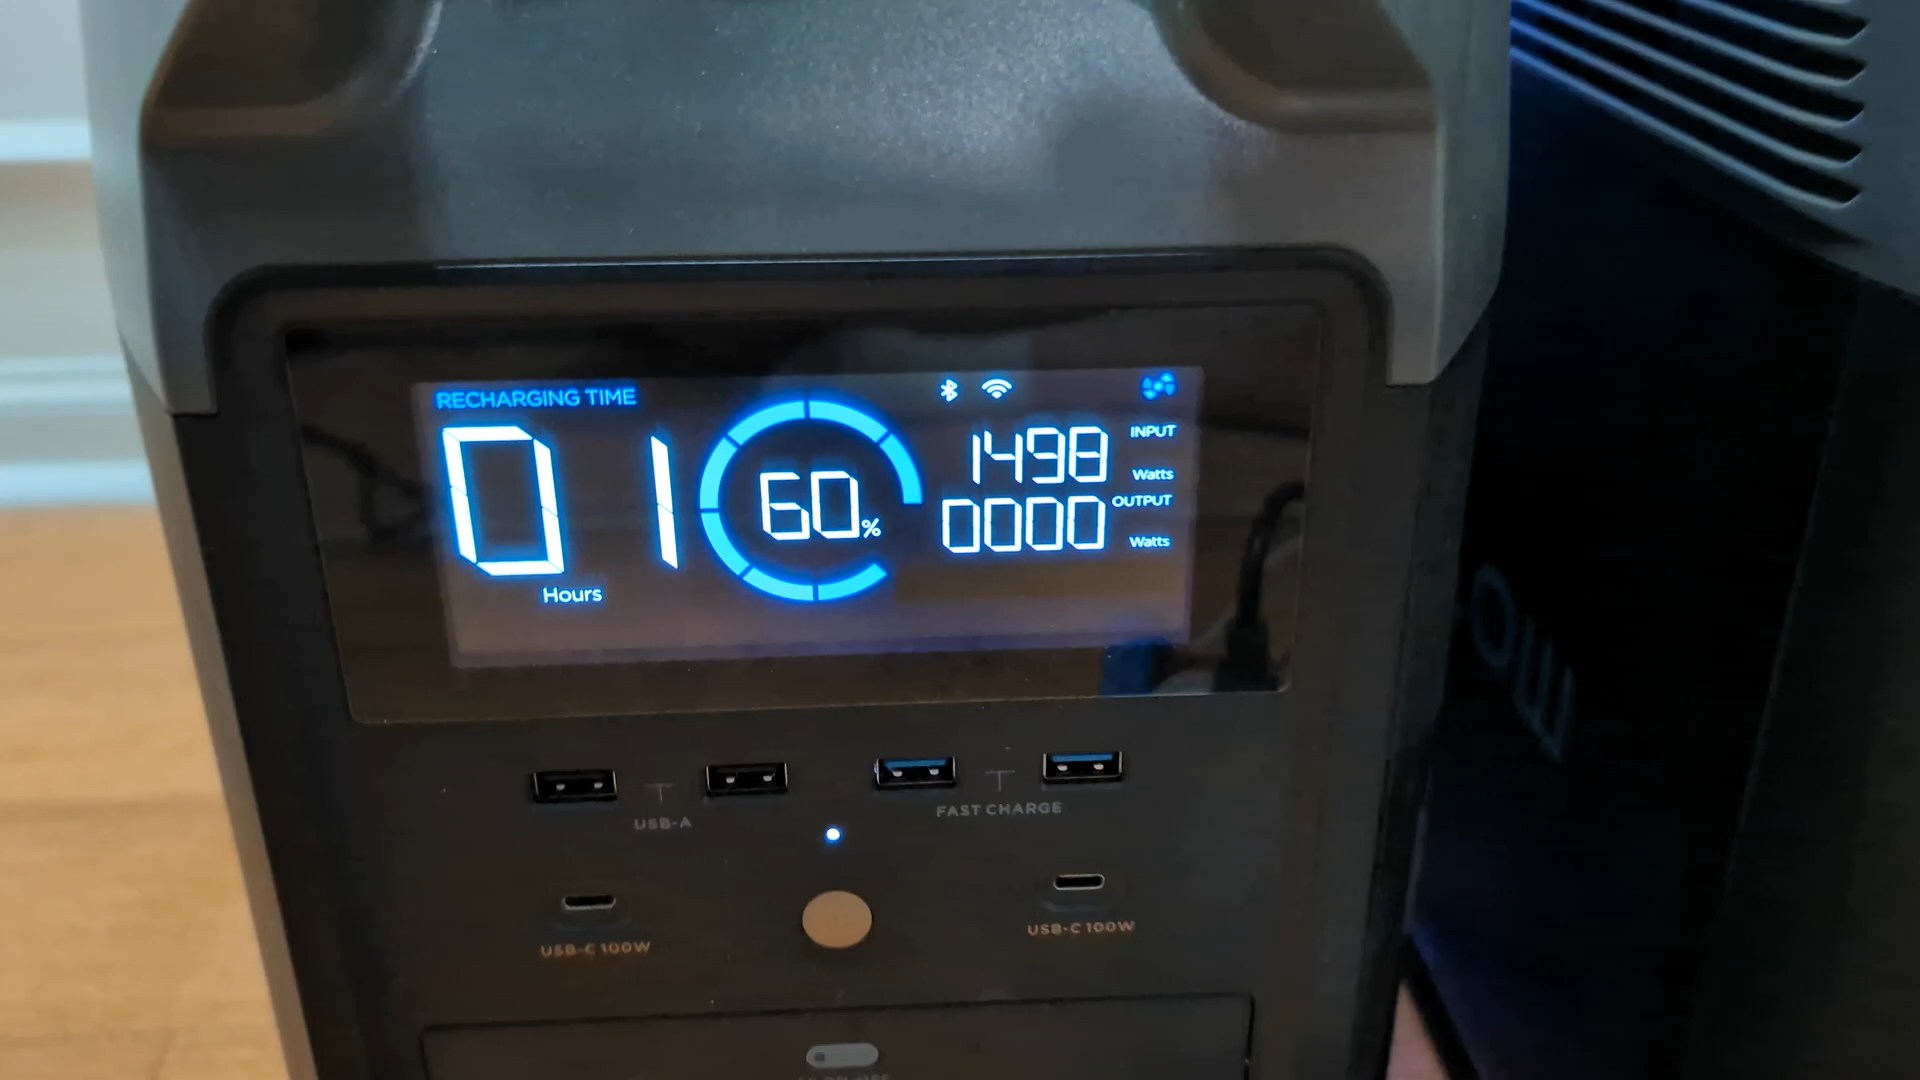 RECHARGING TIME
01
Hours
60%
1498 INPUT Watts
0000 OUTPUT Watts
USB-A
FAST CHARGE
USB-C 100W
USB-C 100W